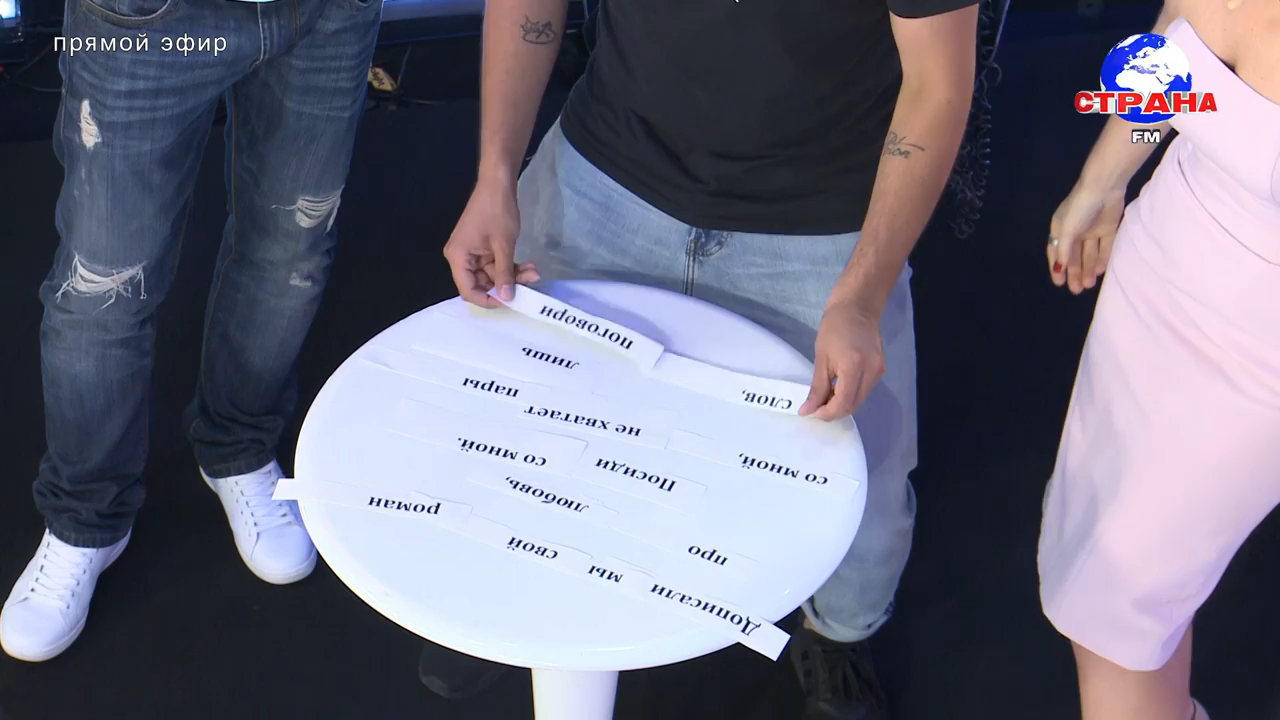 прямой эфир
СТРАНА
FM
Дописали мы свой роман
про любовь,
Посиди со мной.
со мной,
не хватает
пары
лишь
слов, поговори